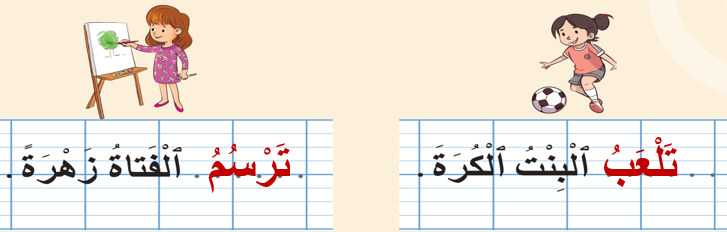 تَلْعَبُ ٱلْبِنْتُ ٱلْكُرَةَ .
تَرْسُمُ ٱلْفَتاةُ زَهْرَةً .